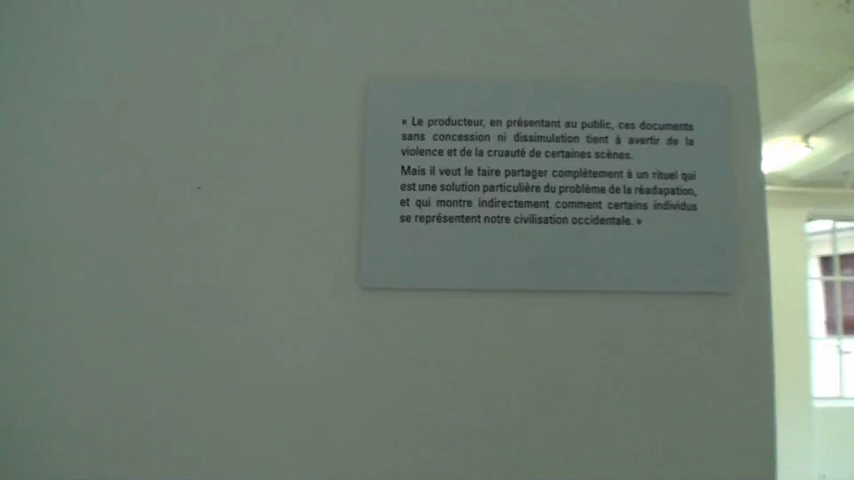 « Le producteur, en présentant au public, ces documents
sans concession ni dissimulation tient à avertir de la
violence et de la cruauté de certaines scènes.
Mais il veut le faire partager complètement à un rituel qui
est une solution particulière du problème de la réadapation,
et qui montre indirectement comment certains individus
se représentent notre civilisation occidentale. »